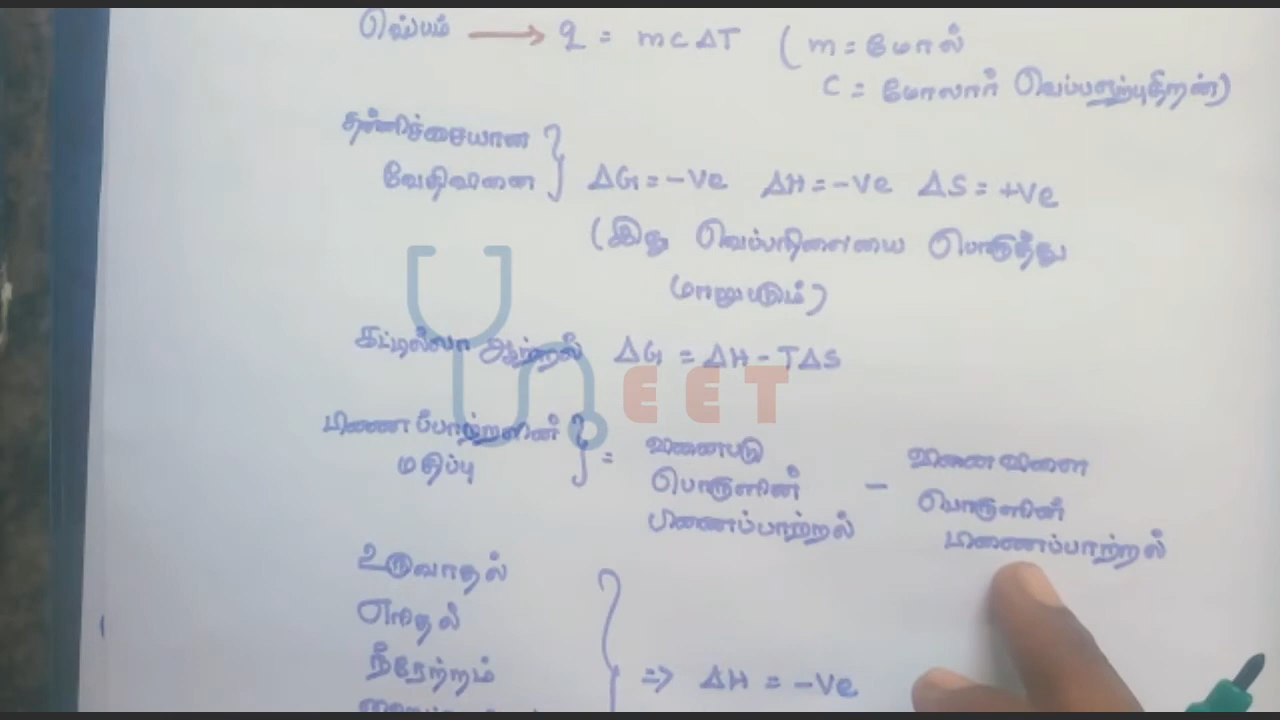 வெப்பம் → q = mcΔT (m = மோல்
C = மோலார் வெப்பஏற்புதிறன்)
தன்னிச்சையான
வேதிவினை } ΔG = -Ve ΔH = -Ve ΔS = +Ve
(இது வெப்பநிலையை பொறுத்து
மாறுபடும்)
கட்டிலா ஆற்றல் ΔG = ΔH - TΔS
EET
பிணைப்பாற்றலின்
மதிப்பு } = வினைபடு
பொருளின்
பிணைப்பாற்றல் - வினைவிளை
பொருளின்
பிணைப்பாற்றல்
உருவாதல்
எரிதல்
நீரேற்றம்
} => ΔH = -Ve